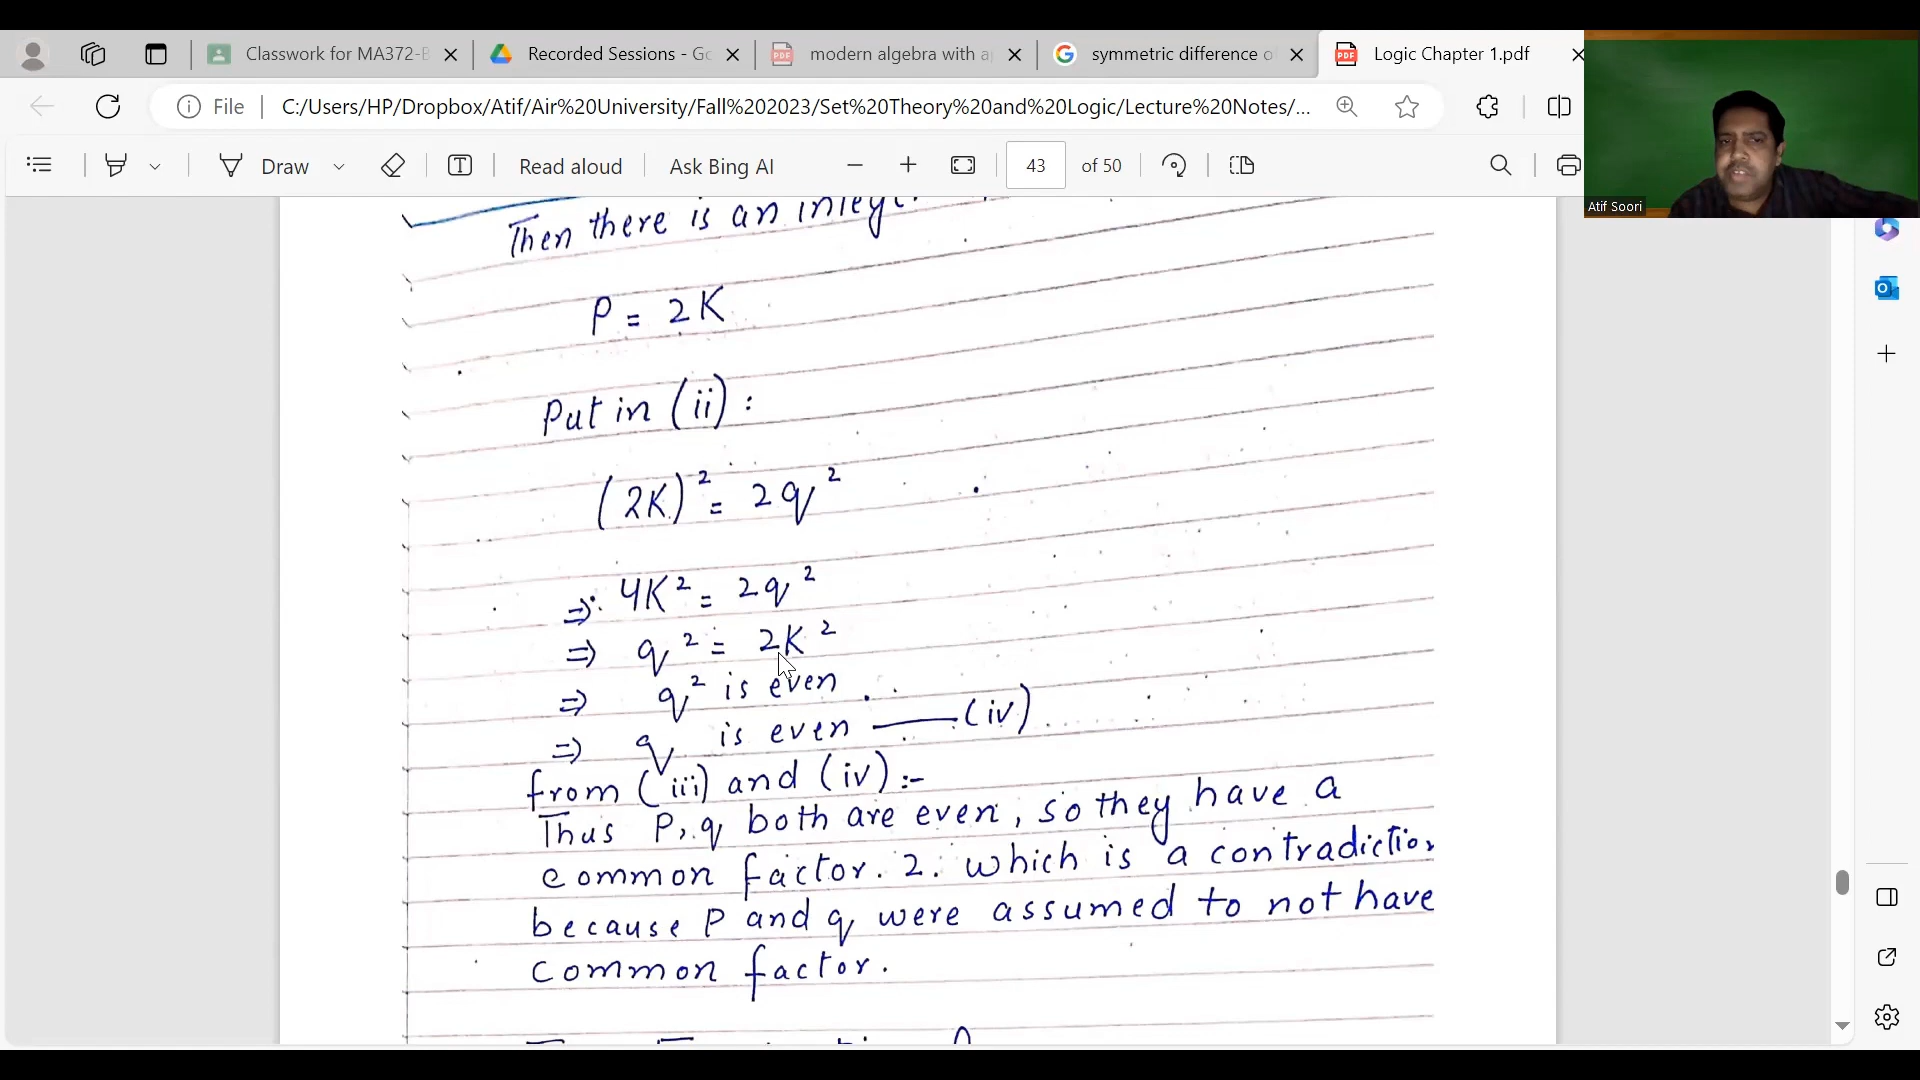 Classwork for MA372-B
Recorded Sessions - Go
modern algebra with a
symmetric difference o
Logic Chapter 1.pdf
File
C:/Users/HP/Dropbox/Atif/Air%20University/Fall%202023/Set%20Theory%20and%20Logic/Lecture%20Notes/...
Draw
Read aloud
Ask Bing AI
43 of 50
Atif Soori
Then there is an
P = 2K
Put in (ii) :
(2K)² = 2q²
⇒ 4K² = 2q²
⇒ q² = 2K²
⇒ q² is even
⇒ q is even —— (iv)
from (iii) and (iv) :-
Thus P, q both are even, so they have a
common factor. 2. which is a contradiction
because P and q were assumed to not have
common factor.